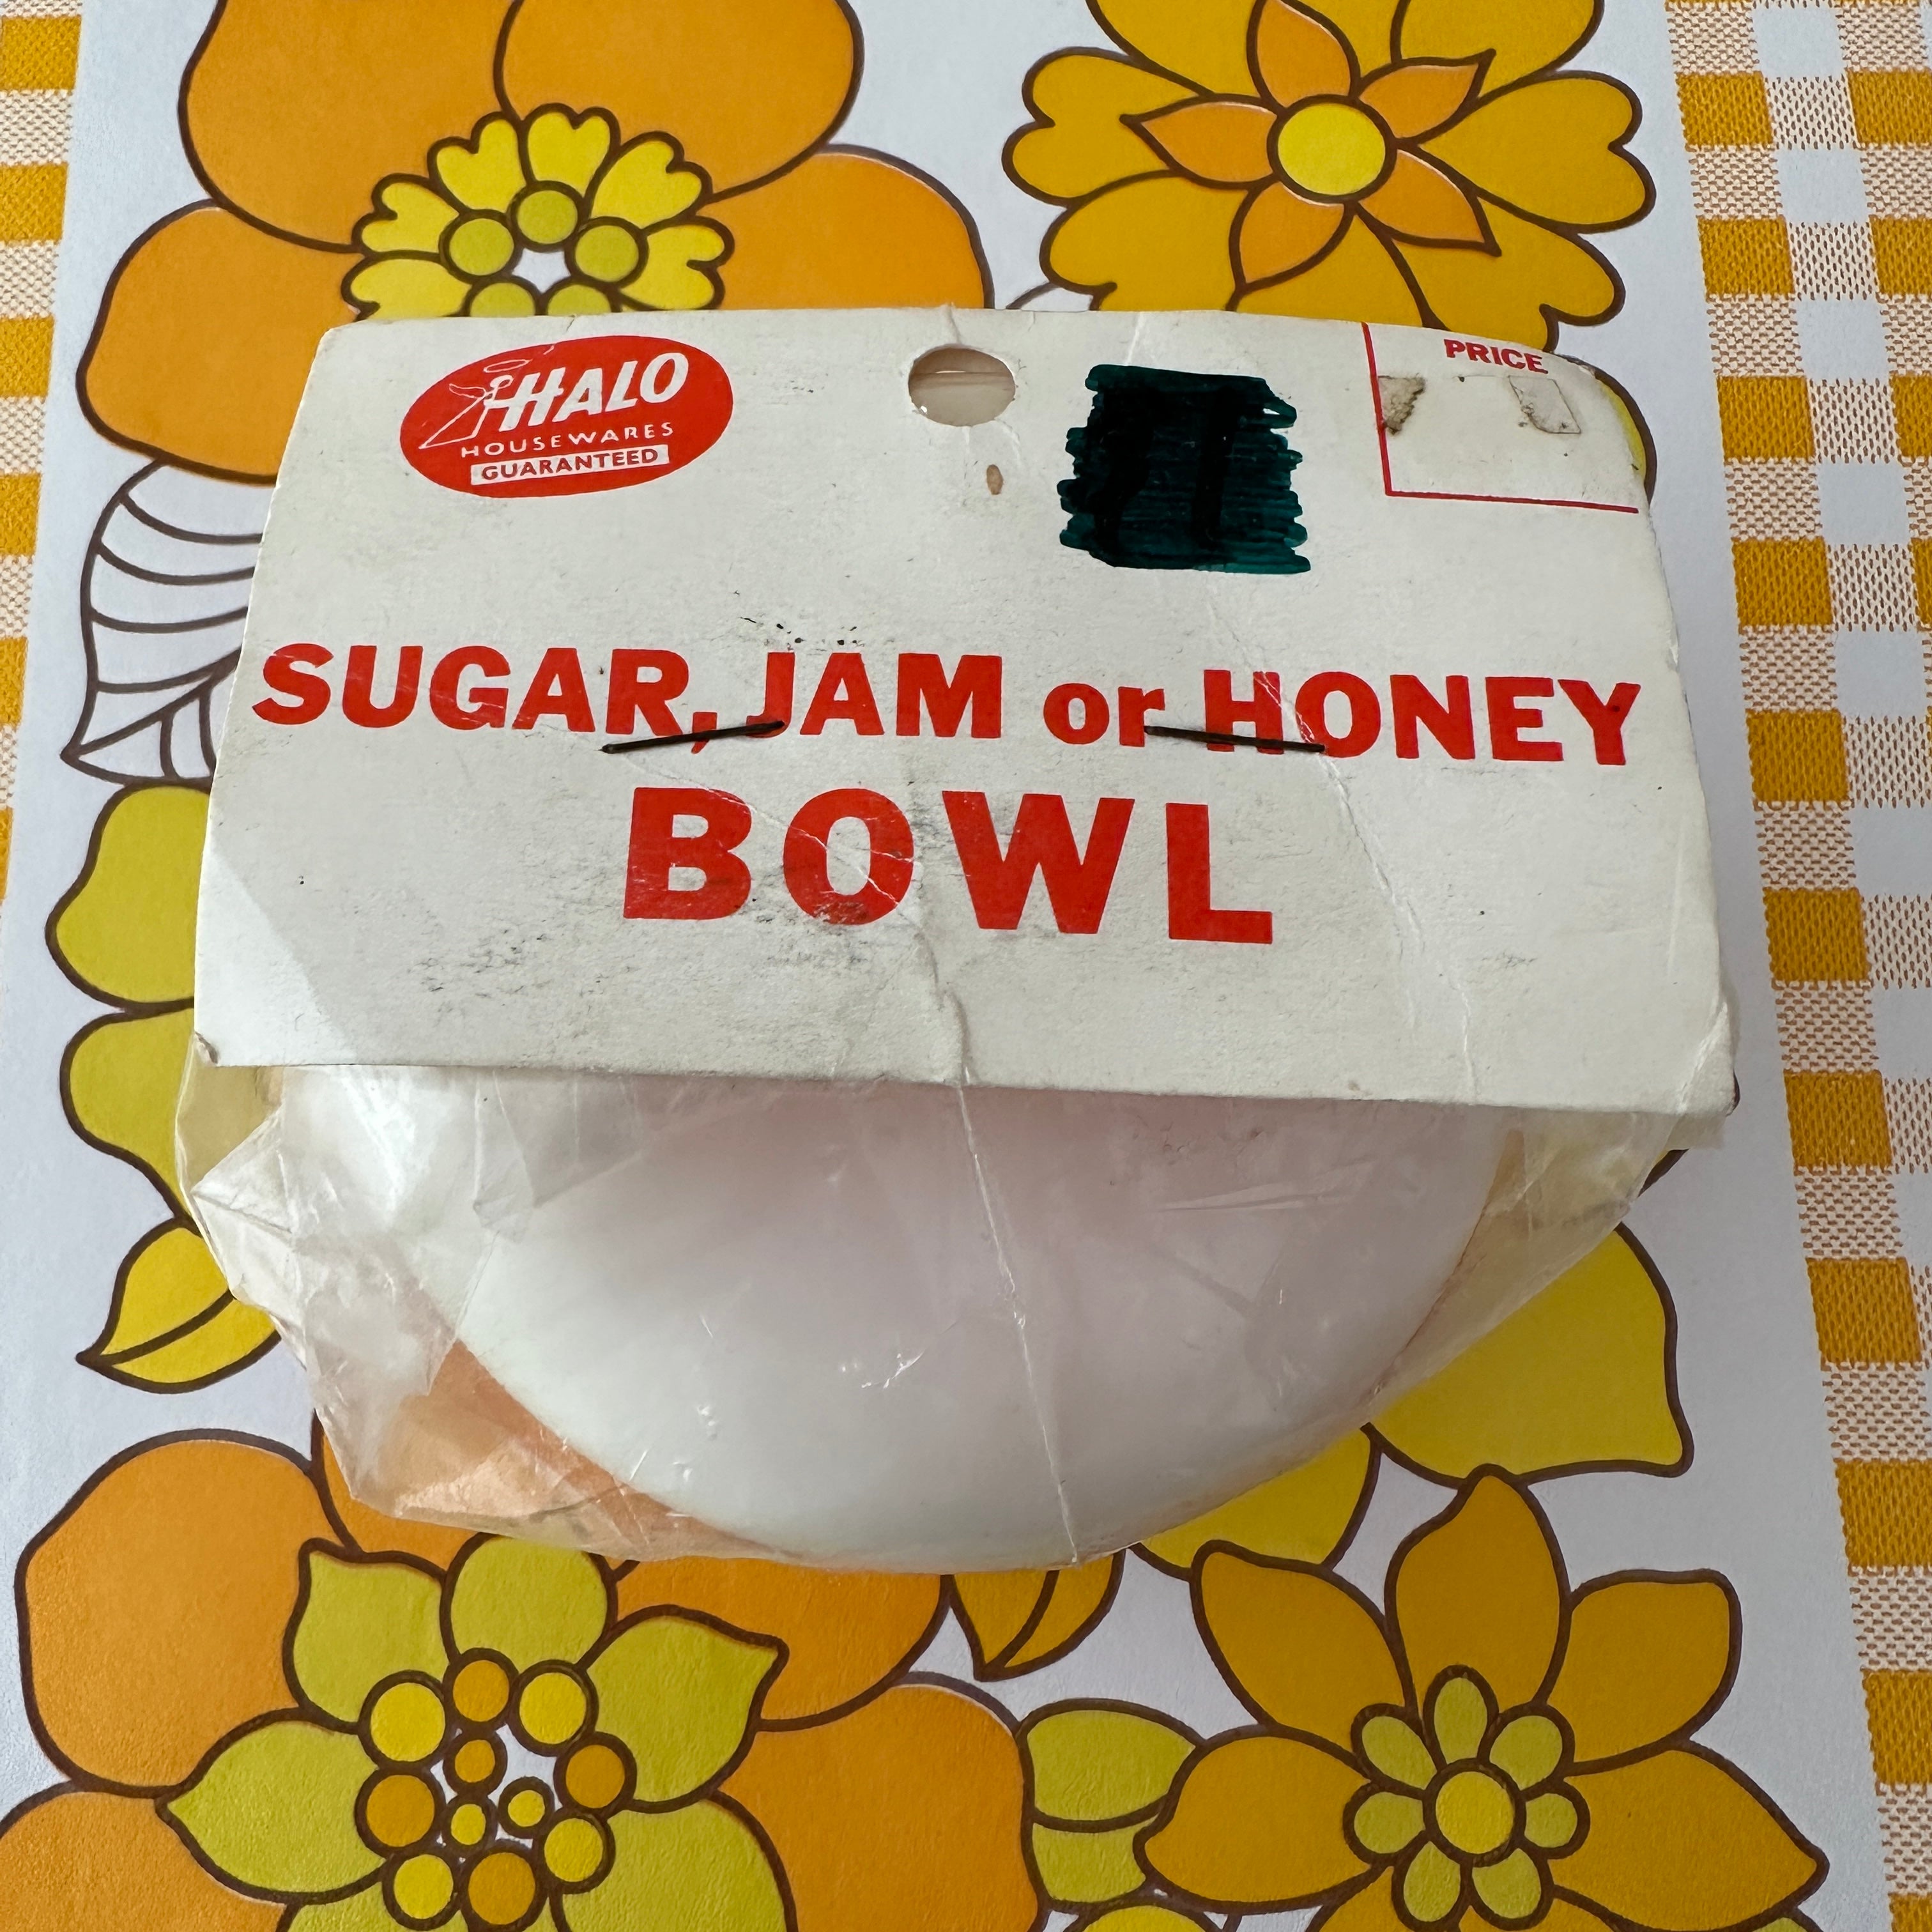 HALO
HOUSEWARES
GUARANTEED
PRICE
SUGAR, JAM or HONEY
BOWL